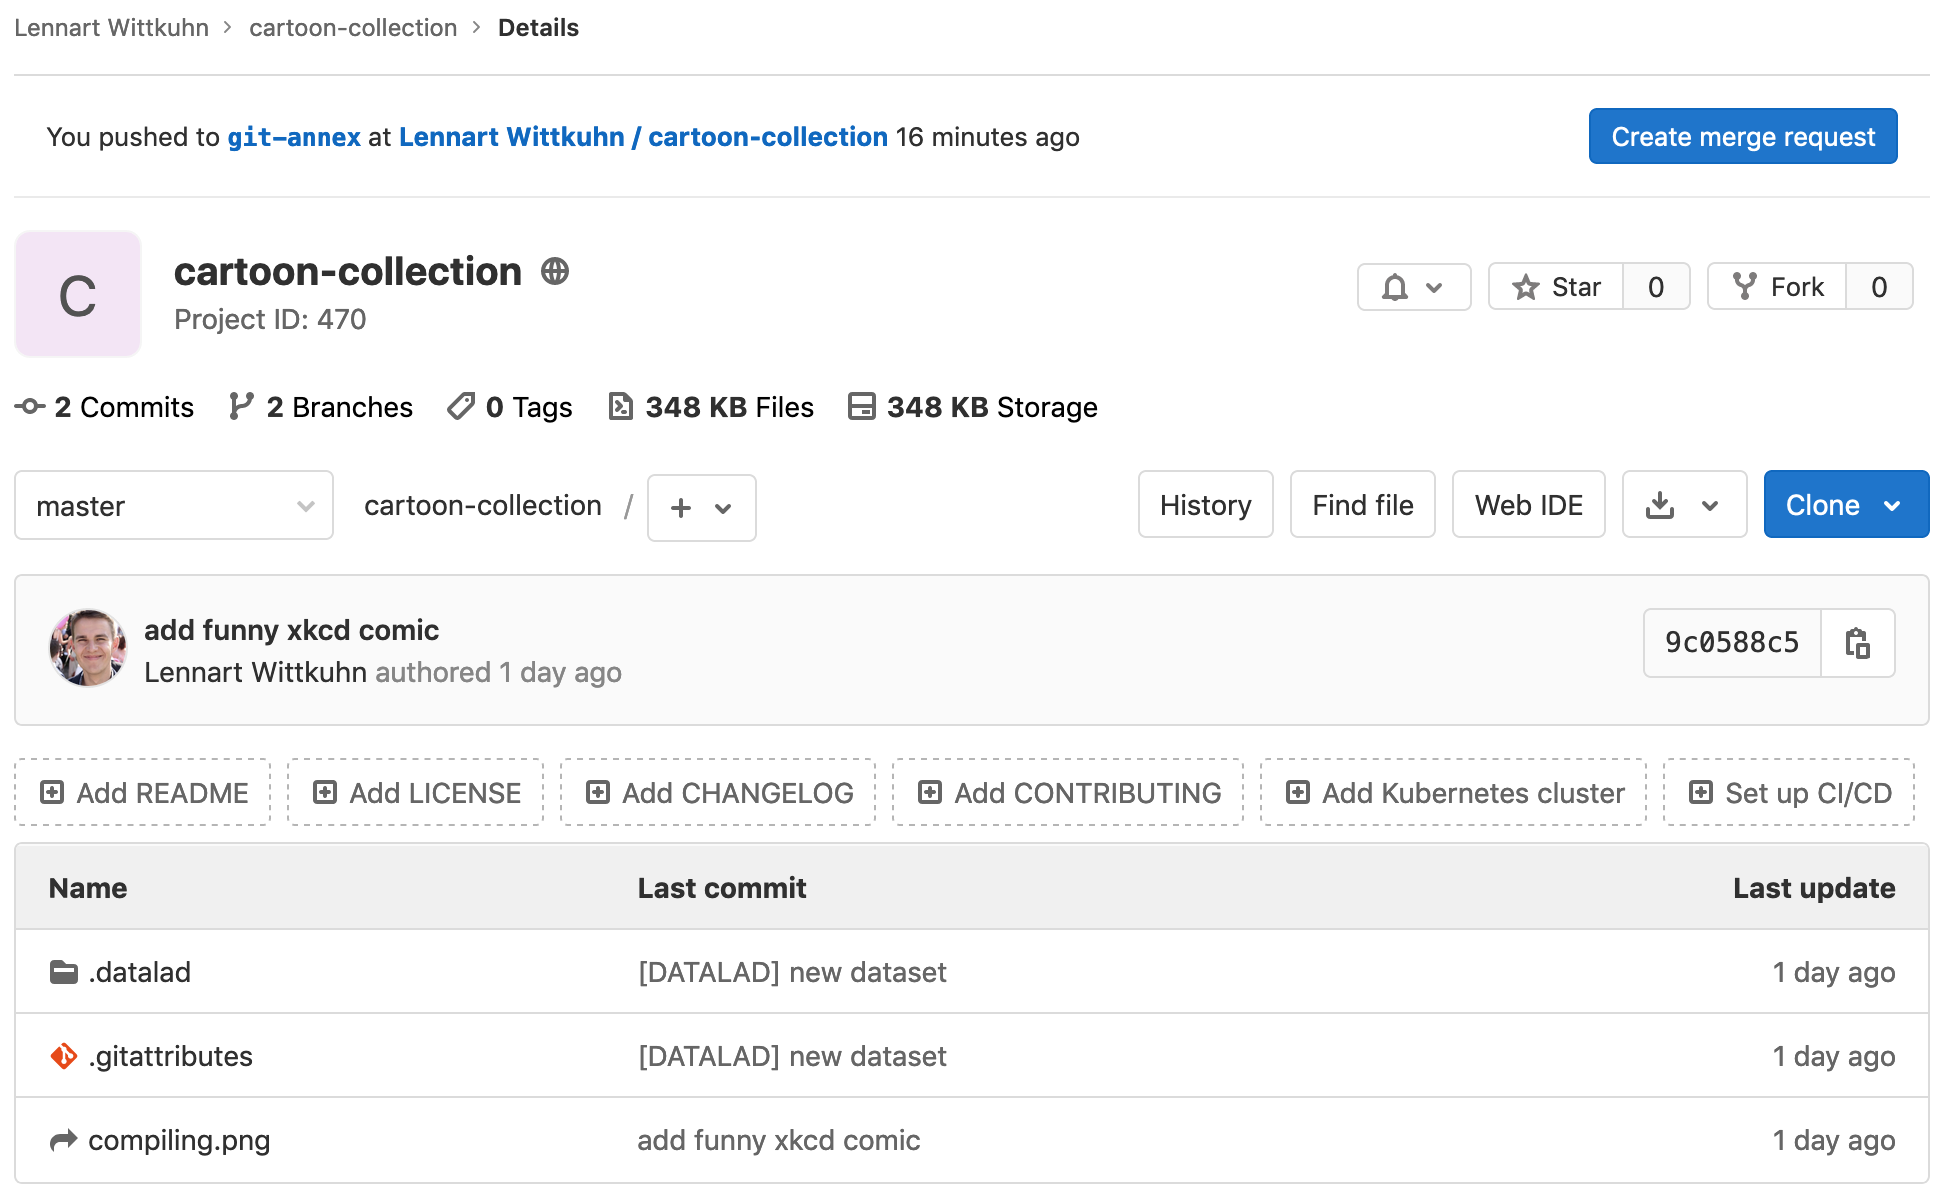 Lennart Wittkuhn > cartoon-collection > Details
You pushed to git-annex at Lennart Wittkuhn / cartoon-collection 16 minutes ago Create merge request
C
cartoon-collection
Project ID: 470
Star 0 Fork 0
2 Commits 2 Branches 0 Tags 348 KB Files 348 KB Storage
master cartoon-collection / + History Find file Web IDE Clone
add funny xkcd comic
Lennart Wittkuhn authored 1 day ago
9c0588c5
Add README Add LICENSE Add CHANGELOG Add CONTRIBUTING Add Kubernetes cluster Set up CI/CD
Name Last commit Last update
.datalad [DATALAD] new dataset 1 day ago
.gitattributes [DATALAD] new dataset 1 day ago
compiling.png add funny xkcd comic 1 day ago